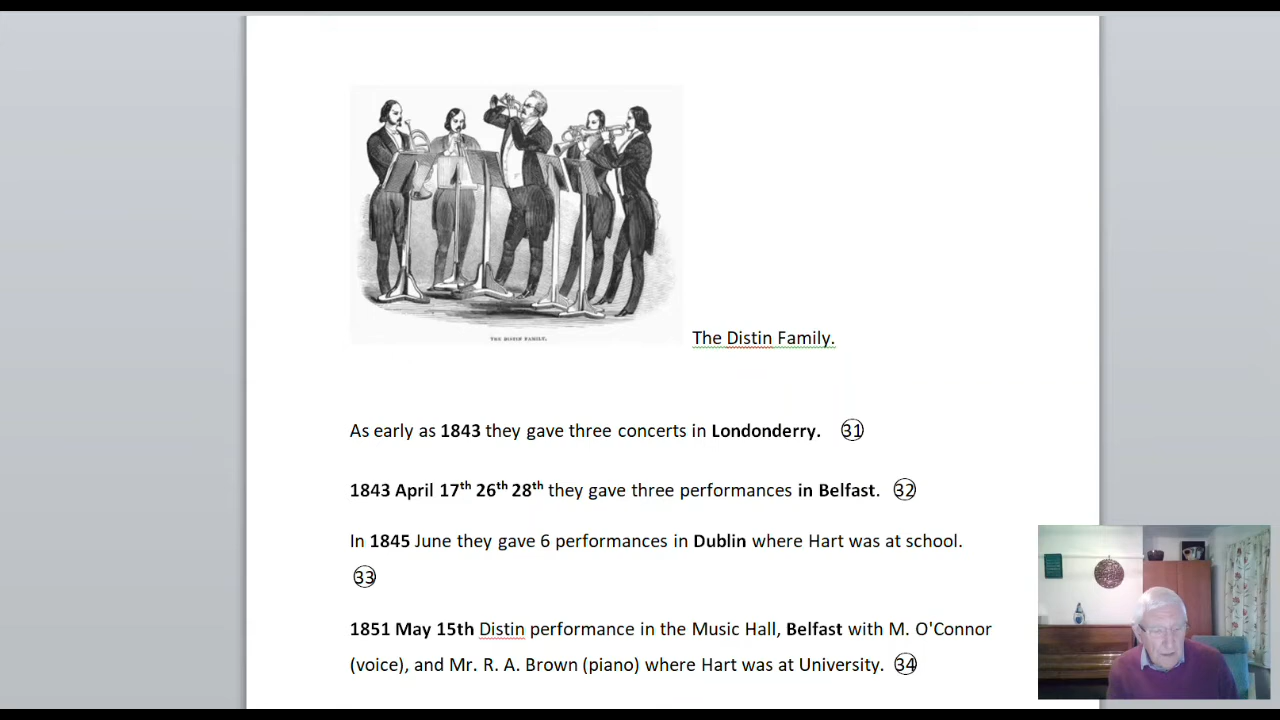 THE DISTIN FAMILY.
The Distin Family.
As early as 1843 they gave three concerts in Londonderry. 31
1843 April 17th 26th 28th they gave three performances in Belfast. 32
In 1845 June they gave 6 performances in Dublin where Hart was at school.
33
1851 May 15th Distin performance in the Music Hall, Belfast with M. O'Connor
(voice), and Mr. R. A. Brown (piano) where Hart was at University. 34